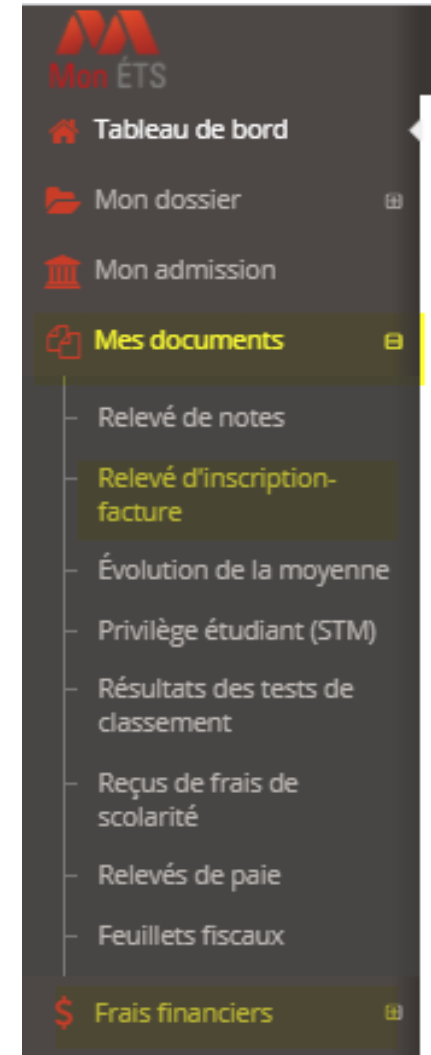 Mon ÉTS
Tableau de bord
Mon dossier
Mon admission
Mes documents
Relevé de notes
Relevé d'inscription-
facture
Évolution de la moyenne
Privilège étudiant (STM)
Résultats des tests de
classement
Reçus de frais de
scolarité
Relevés de paie
Feuillets fiscaux
$ Frais financiers